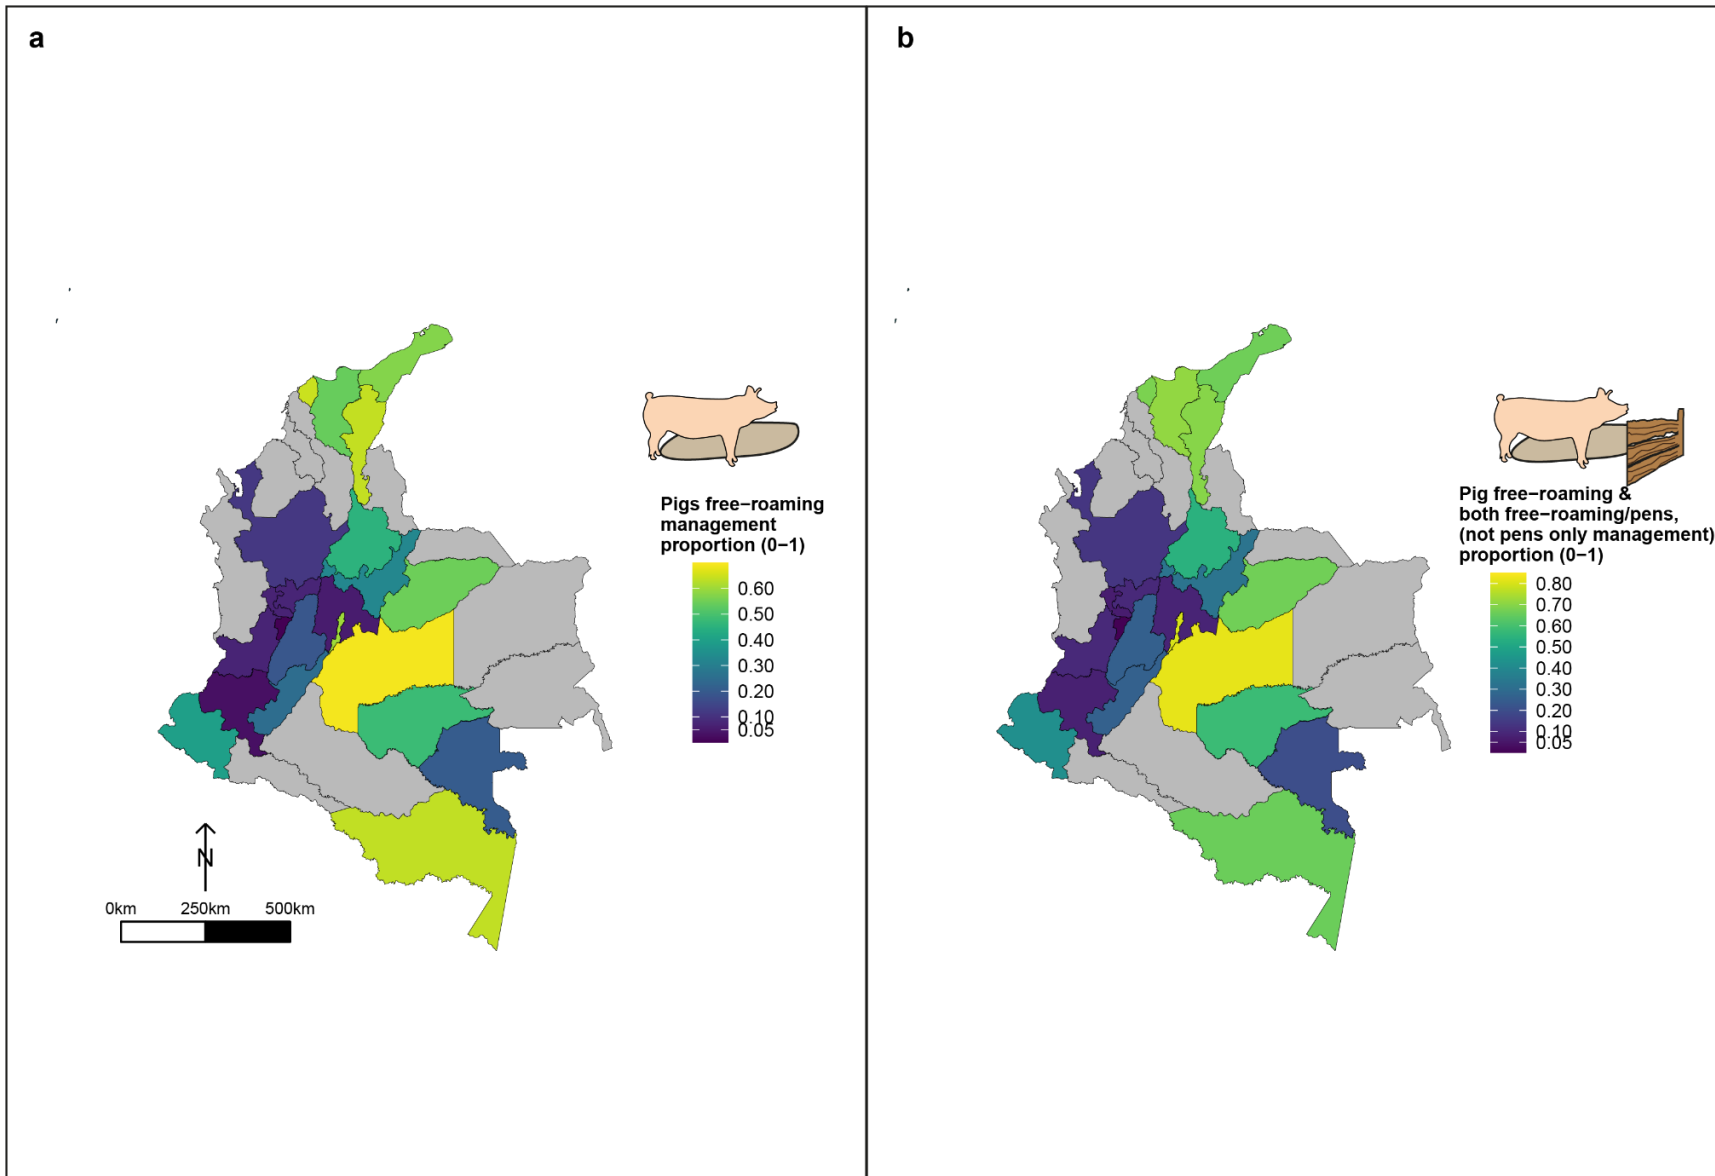 a
Pigs free−roaming
management
proportion (0−1)
0.60
0.50
0.40
0.30
0.20
0.10
0.05
N
0km 250km 500km
b
Pig free−roaming &
both free−roaming/pens,
(not pens only management)
proportion (0−1)
0.80
0.70
0.60
0.50
0.40
0.30
0.20
0.10
0.05